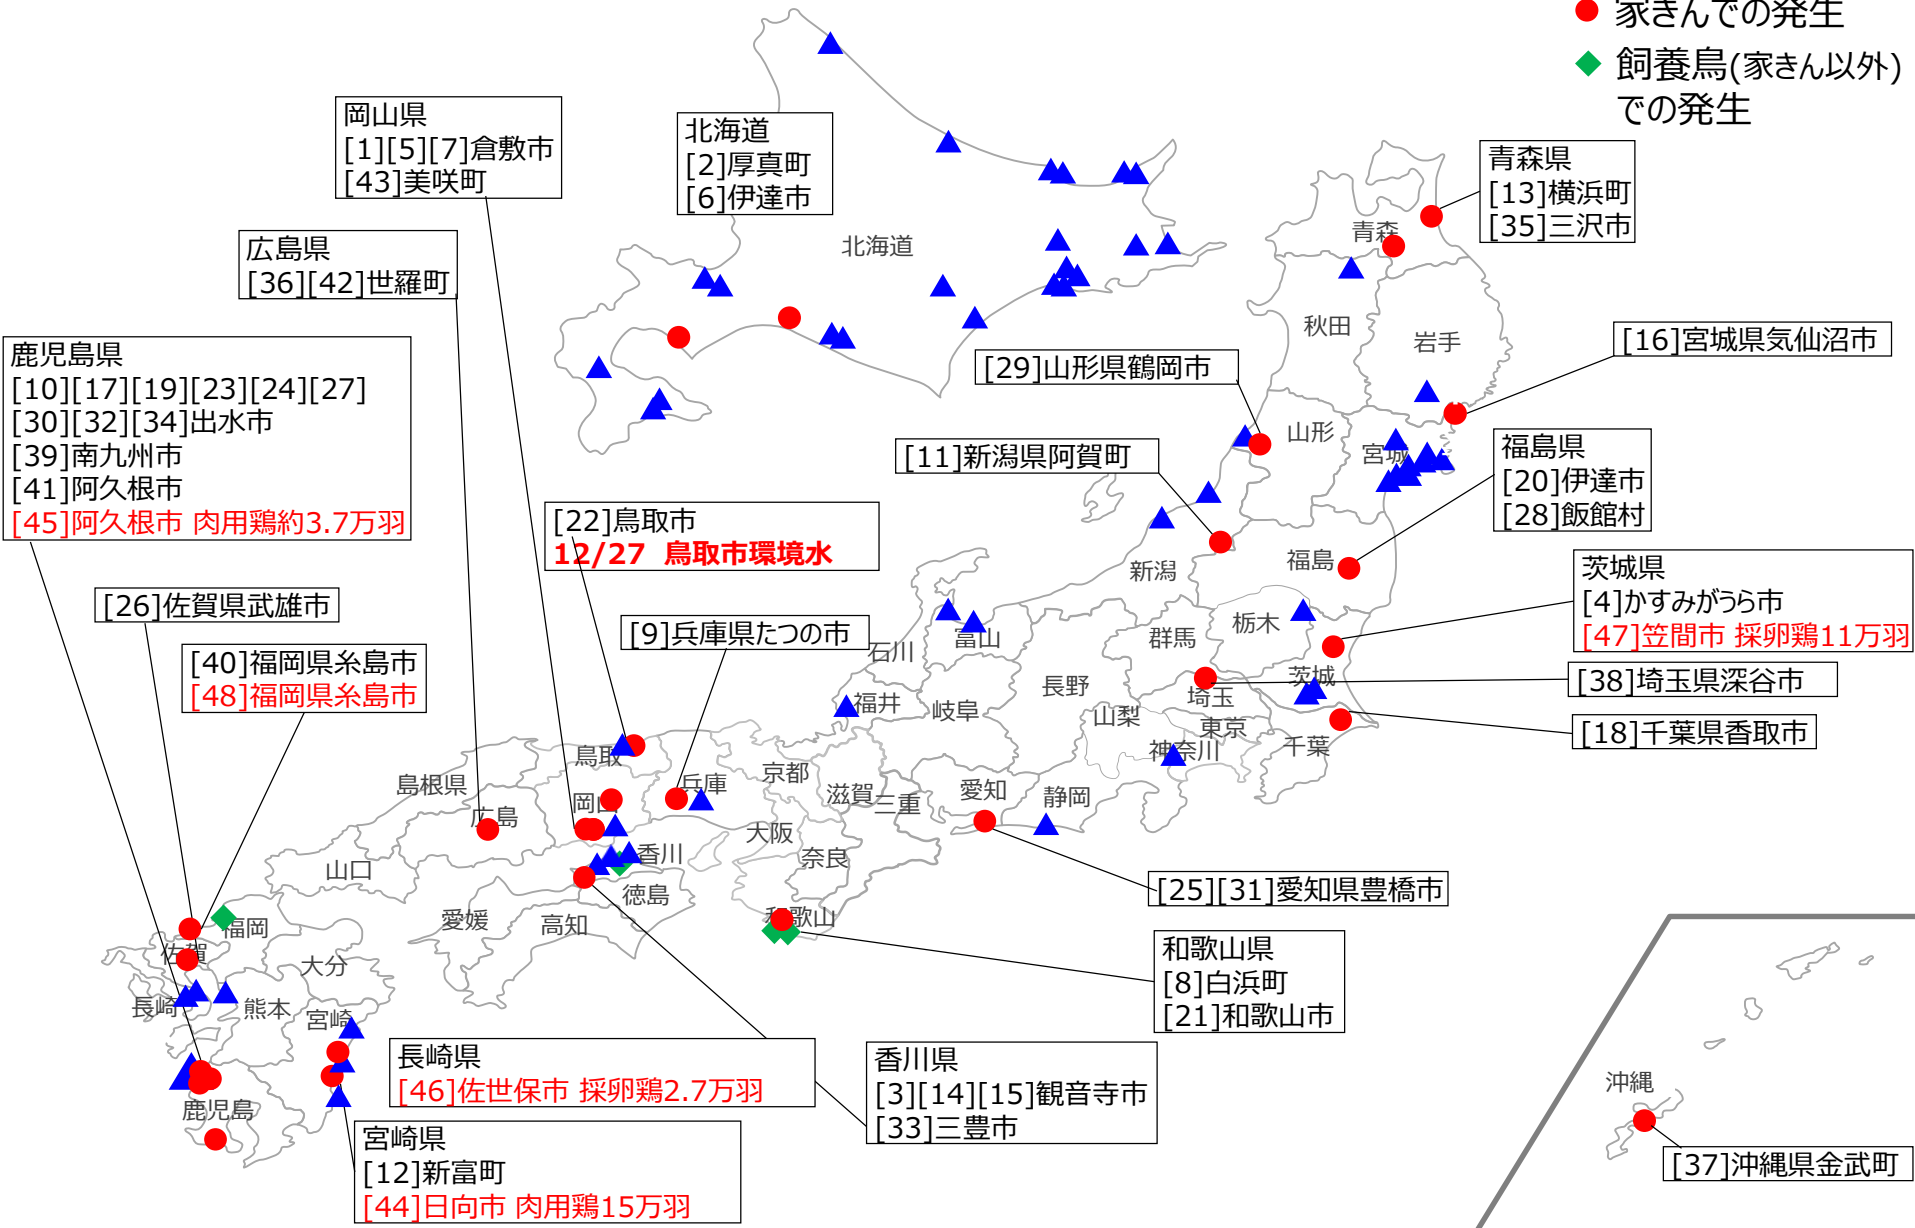 家きんでの発生
飼養鳥(家きん以外)
での発生
岡山県
[1][5][7]倉敷市
[43]美咲町
北海道
[2]厚真町
[6]伊達市
青森県
[13]横浜町
[35]三沢市
広島県
[36][42]世羅町
北海道
青森
秋田
岩手
鹿児島県
[10][17][19][23][24][27]
[30][32][34]出水市
[39]南九州市
[41]阿久根市
[45]阿久根市 肉用鶏約3.7万羽
[29]山形県鶴岡市
[16]宮城県気仙沼市
山形
宮城
[11]新潟県阿賀町
福島県
[20]伊達市
[28]飯館村
[22]鳥取市
12/27 鳥取市環境水
新潟
福島
茨城県
[4]かすみがうら市
[47]笠間市 採卵鶏11万羽
[26]佐賀県武雄市
[9]兵庫県たつの市
石川
富山
群馬
栃木
[40]福岡県糸島市
[48]福岡県糸島市
福井
岐阜
長野
埼玉
茨城
[38]埼玉県深谷市
山梨
東京
神奈川
千葉
[18]千葉県香取市
鳥取
島根県
広島
岡山
兵庫
京都
滋賀
三重
愛知
静岡
大阪
奈良
香川
徳島
山口
愛媛
高知
和歌山
[25][31]愛知県豊橋市
福岡
佐賀
大分
長崎
熊本
宮崎
鹿児島
和歌山県
[8]白浜町
[21]和歌山市
長崎県
[46]佐世保市 採卵鶏2.7万羽
香川県
[3][14][15]観音寺市
[33]三豊市
宮崎県
[12]新富町
[44]日向市 肉用鶏15万羽
沖縄
[37]沖縄県金武町